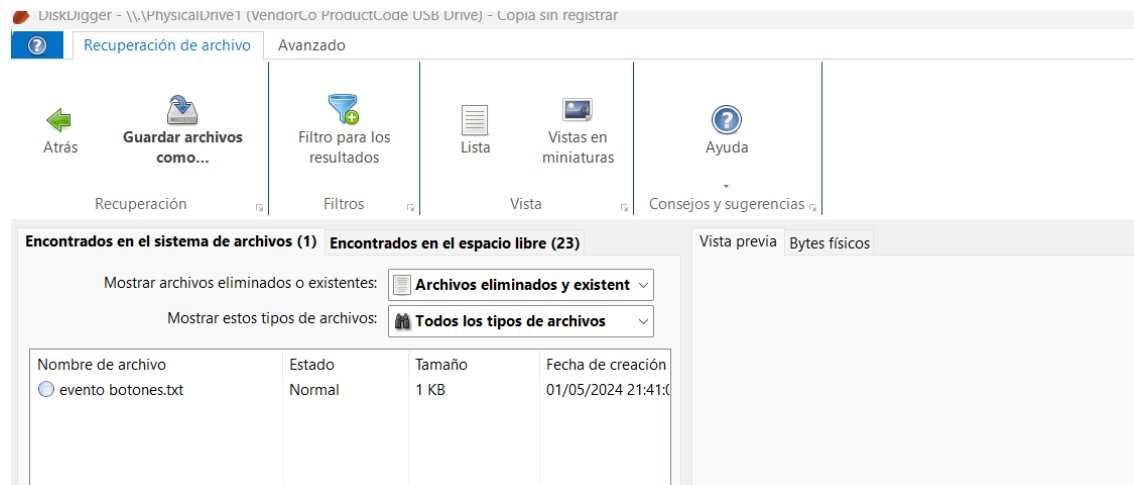 DiskDigger - \\.\PhysicalDrive1 (VendorCo ProductCode USB Drive) - Copia sin registrar
Recuperación de archivo Avanzado
Atrás
Guardar archivos
como...
Recuperación
Filtro para los
resultados
Filtros
Lista
Vistas en
miniaturas
Vista
Ayuda
Consejos y sugerencias
Encontrados en el sistema de archivos (1) Encontrados en el espacio libre (23)
Vista previa Bytes físicos
Mostrar archivos eliminados o existentes: Archivos eliminados y existent
Mostrar estos tipos de archivos: Todos los tipos de archivos
Nombre de archivo Estado Tamaño Fecha de creación
evento botones.txt Normal 1 KB 01/05/2024 21:41:0